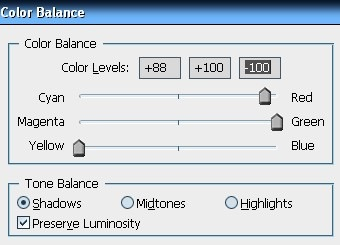 Color Balance
Color Balance
Color Levels: +88 +100 -100
Cyan Red
Magenta Green
Yellow Blue
Tone Balance
Shadows Midtones Highlights
Preserve Luminosity